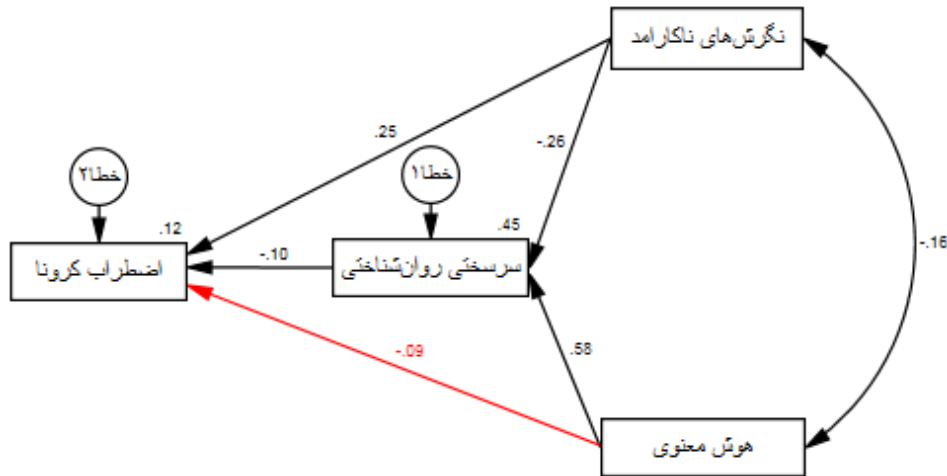 نگرش‌های ناکارامد
.25
-.26
خطا۲
خطا۱
.12
.45
-.16
اضطراب کرونا
-.10
سرسختی روان‌شناختی
-.09
.58
هوش معنوی